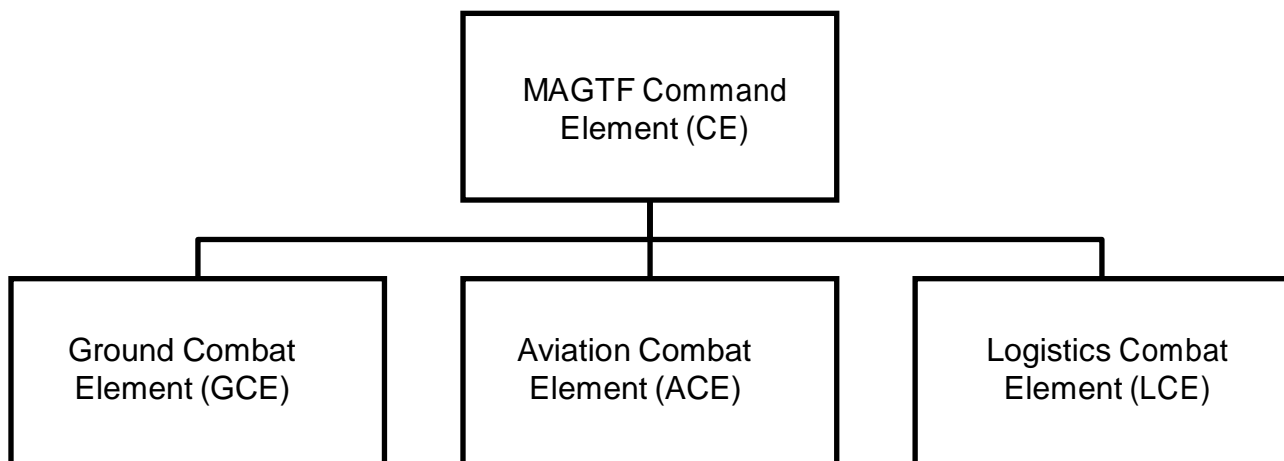 MAGTF Command
Element (CE)
Ground Combat
Element (GCE)
Aviation Combat
Element (ACE)
Logistics Combat
Element (LCE)